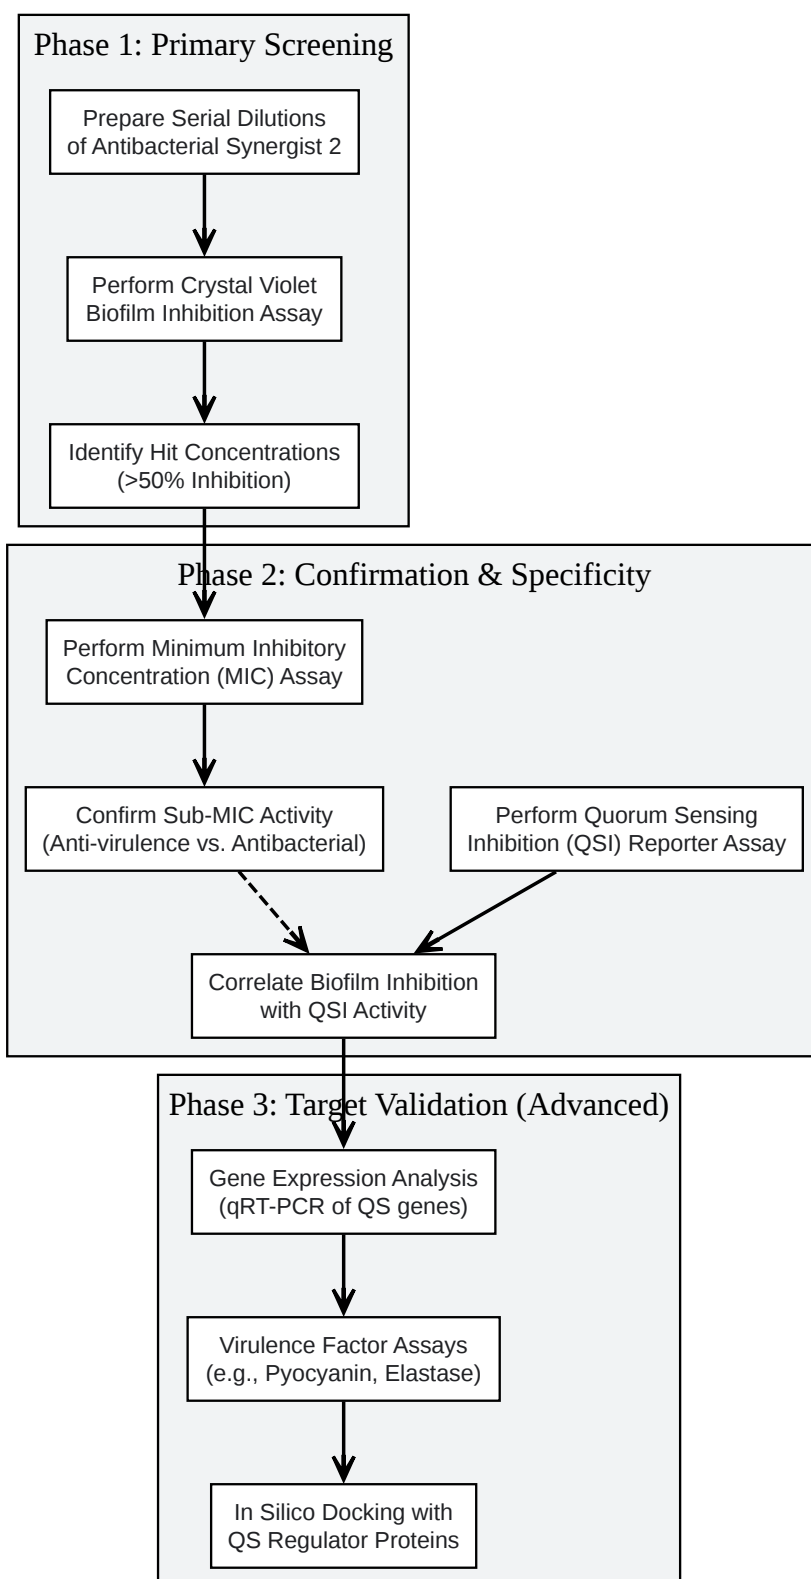 Phase 1: Primary Screening
Prepare Serial Dilutions
of Antibacterial Synergist 2
Perform Crystal Violet
Biofilm Inhibition Assay
Identify Hit Concentrations
(>50% Inhibition)
Phase 2: Confirmation & Specificity
Perform Minimum Inhibitory
Concentration (MIC) Assay
Confirm Sub-MIC Activity
(Anti-virulence vs. Antibacterial)
Perform Quorum Sensing
Inhibition (QSI) Reporter Assay
Correlate Biofilm Inhibition
with QSI Activity
Phase 3: Target Validation (Advanced)
Gene Expression Analysis
(qRT-PCR of QS genes)
Virulence Factor Assays
(e.g., Pyocyanin, Elastase)
In Silico Docking with
QS Regulator Proteins